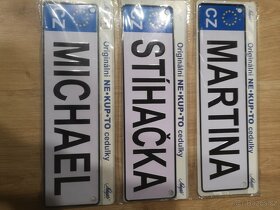 CZ
MICHAEL
Originální NE•KUP•TO cedulky
CZ
STÍHAČKA
Originální NE•KUP•TO cedulky
CZ
MARTINA
Originální NE•KUP•TO cedulky